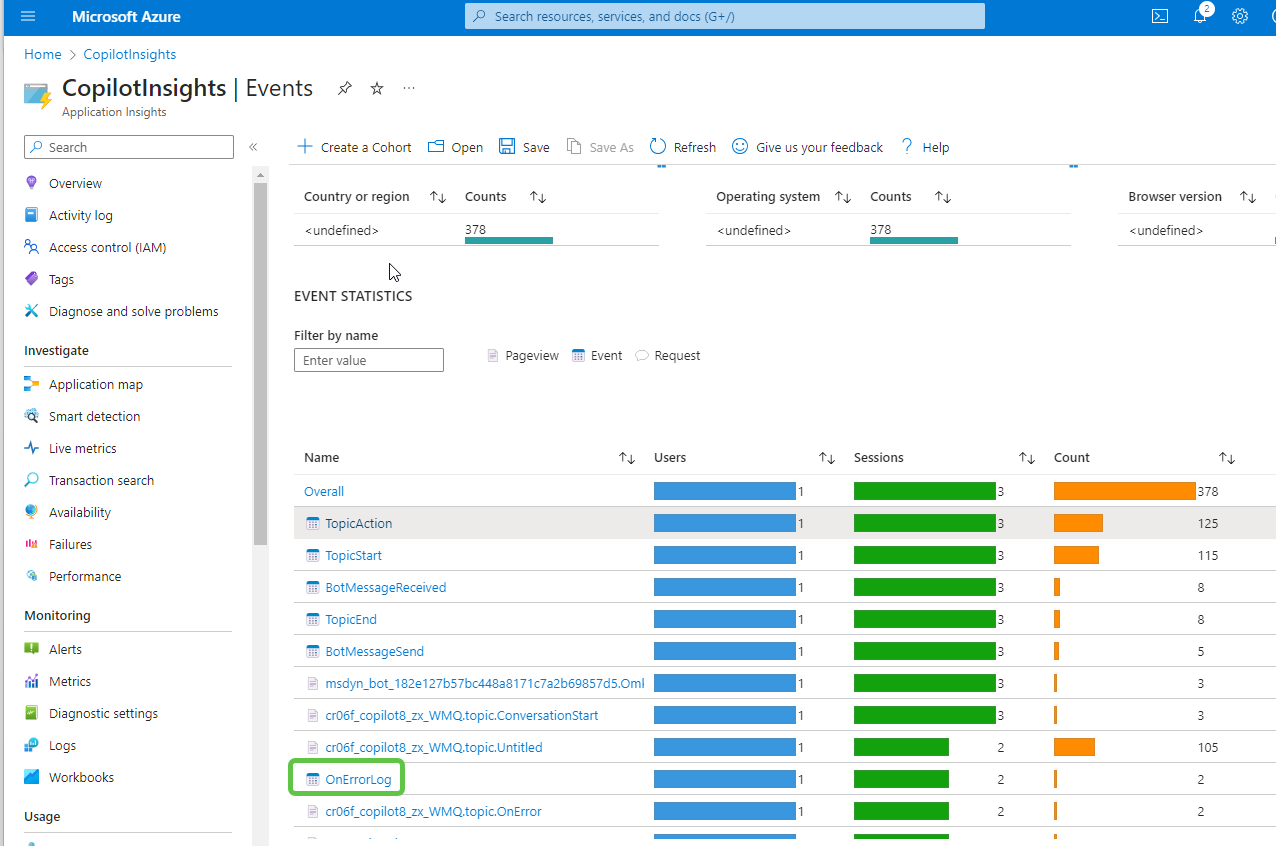 Microsoft Azure
Search resources, services, and docs (G+/)
2
Home > CopilotInsights
CopilotInsights | Events
Application Insights
Search
Create a Cohort Open Save Save As Refresh Give us your feedback Help
Overview
Activity log
Access control (IAM)
Tags
Diagnose and solve problems
Investigate
Application map
Smart detection
Live metrics
Transaction search
Availability
Failures
Performance
Monitoring
Alerts
Metrics
Diagnostic settings
Logs
Workbooks
Usage
Country or region Counts
<undefined> 378
Operating system Counts
<undefined> 378
Browser version
<undefined>
EVENT STATISTICS
Filter by name
Enter value
Pageview Event Request
Name Users Sessions Count
Overall 1 3 378
TopicAction 1 3 125
TopicStart 1 3 115
BotMessageReceived 1 3 8
TopicEnd 1 3 8
BotMessageSend 1 3 5
msdyn_bot_182e127b57bc448a8171c7a2b69857d5.Oml 1 3 3
cr06f_copilot8_zx_WMQ.topic.ConversationStart 1 3 3
cr06f_copilot8_zx_WMQ.topic.Untitled 1 2 105
OnErrorLog 1 2 2
cr06f_copilot8_zx_WMQ.topic.OnError 1 2 2